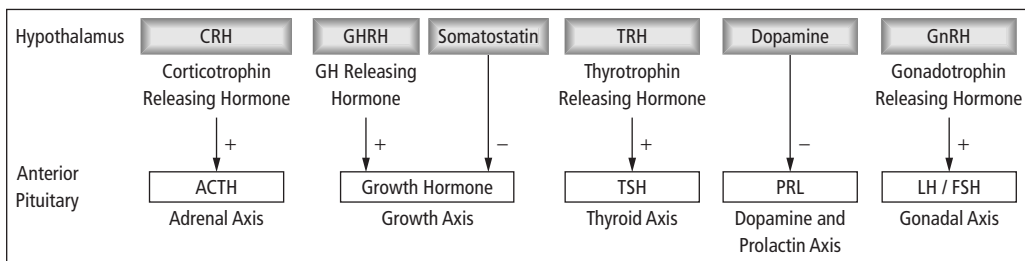 Hypothalamus CRH GHRH Somatostatin TRH Dopamine GnRH
Corticotrophin GH Releasing Thyrotrophin Gonadotrophin
Releasing Hormone Hormone Releasing Hormone Releasing Hormone
+ + − + − +
Anterior
Pituitary
ACTH Growth Hormone TSH PRL LH / FSH
Adrenal Axis Growth Axis Thyroid Axis Dopamine and Gonadal Axis
Prolactin Axis